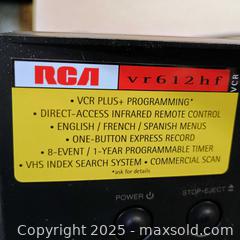 RCA vr612hf
VCR
• VCR PLUS+ PROGRAMMING*
• DIRECT-ACCESS INFRARED REMOTE CONTROL
• ENGLISH / FRENCH / SPANISH MENUS
• ONE-BUTTON EXPRESS RECORD
• 8-EVENT / 1-YEAR PROGRAMMABLE TIMER
• VHS INDEX SEARCH SYSTEM • COMMERCIAL SCAN
*ink for details
POWER STOP•EJECT
Copyright 2025 - maxsold.com